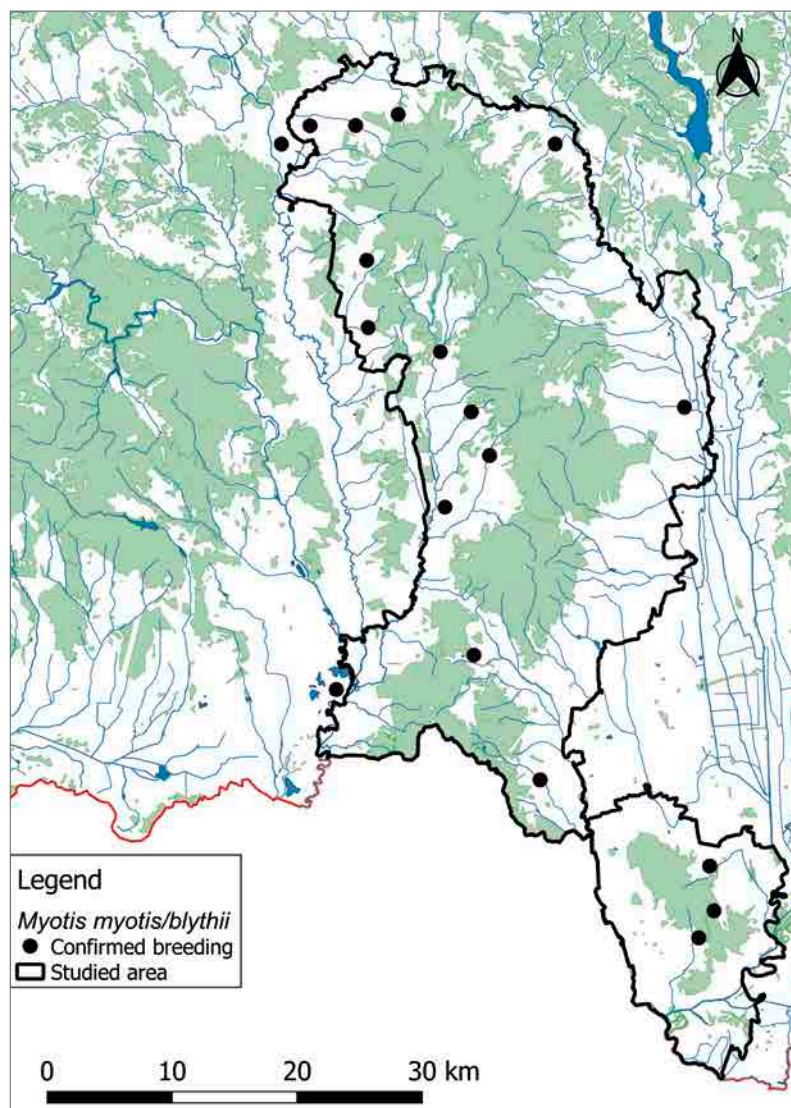 N
Legend
Myotis myotis/blythii
Confirmed breeding
Studied area
0 10 20 30 km